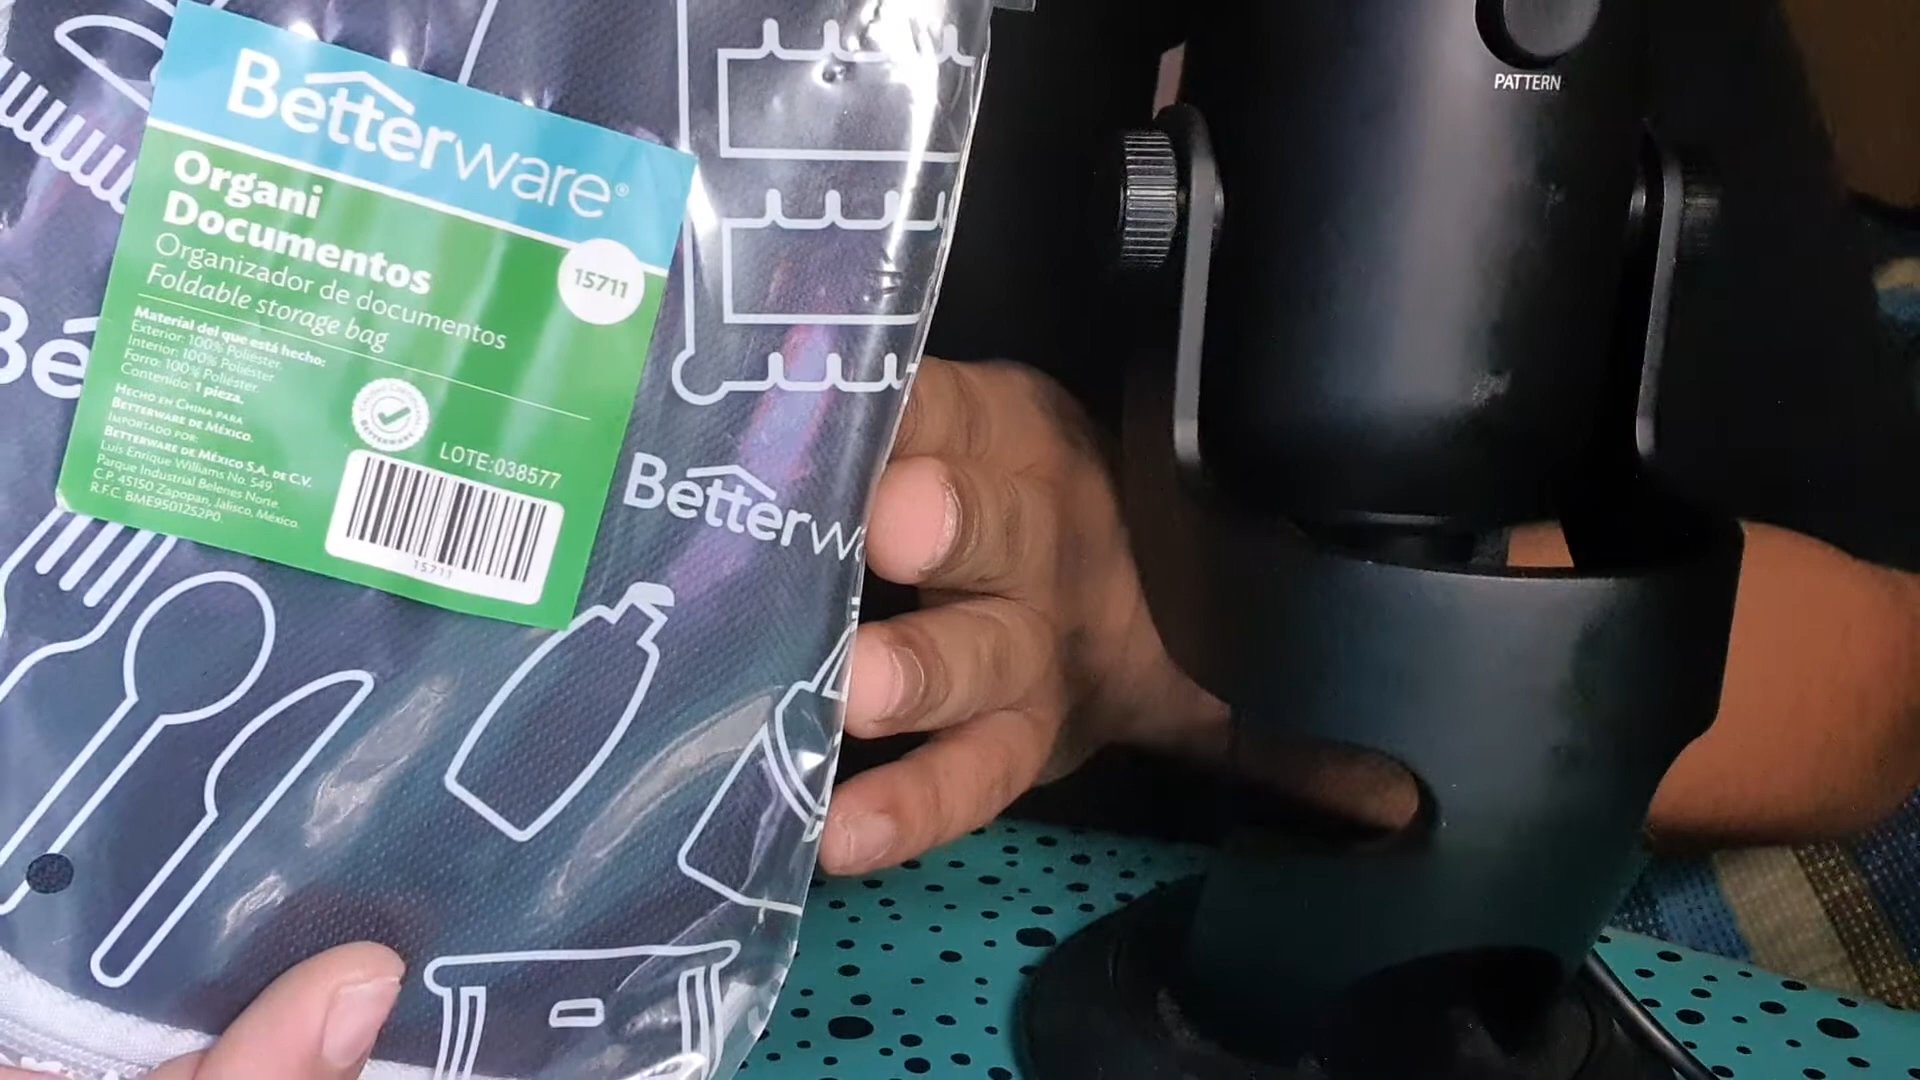 Betterware®
Organi
Documentos
Organizador de documentos
Foldable storage bag
15711
Material del que está hecho:
Exterior: 100% Poliéster.
Interior: 100% Poliéster.
Forro: 100% Poliéster.
Contenido: 1 pieza.
HECHO EN CHINA PARA
BETTERWARE DE MÉXICO.
IMPORTADO POR:
BETTERWARE DE MÉXICO S.A. DE C.V.
Luis Enrique Williams No. 549
Parque Industrial Belenes Norte.
C.P. 45150 Zapopan, Jalisco, México.
R.F.C. BME9501252P0.
LOTE:038577
15711
Be
Betterw
PATTERN